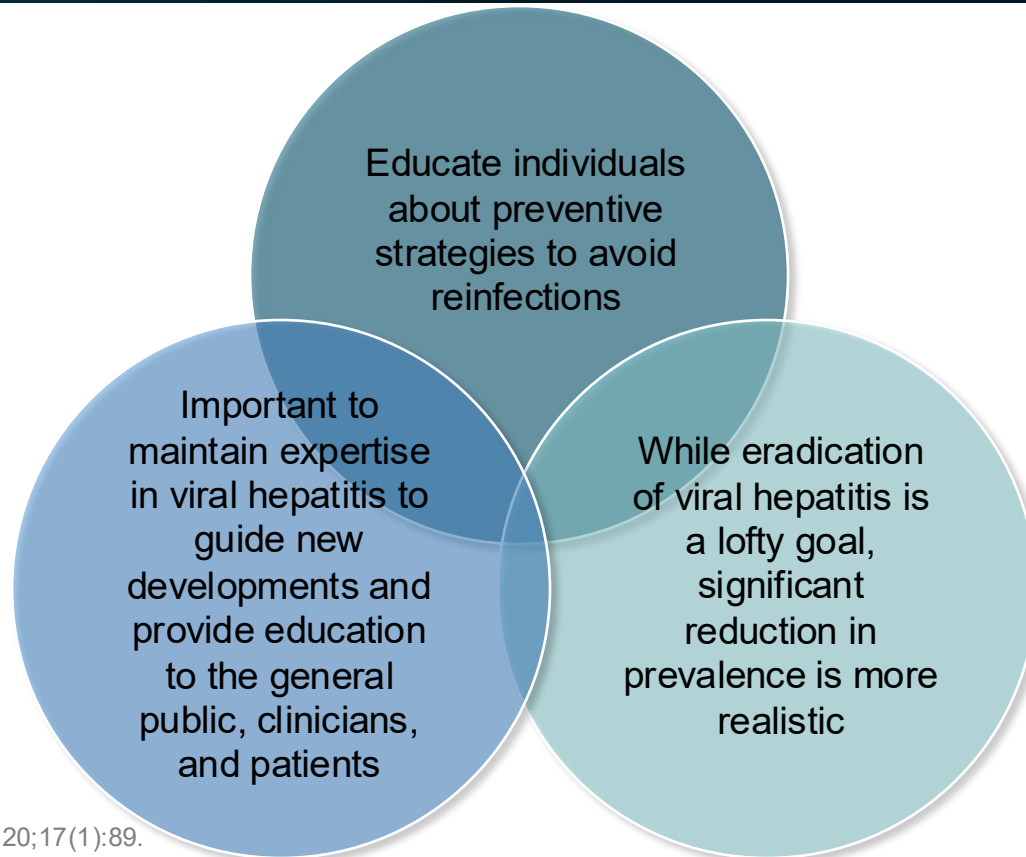 Educate individuals
about preventive
strategies to avoid
reinfections
Important to
maintain expertise
in viral hepatitis to
guide new
developments and
provide education
to the general
public, clinicians,
and patients
While eradication
of viral hepatitis is
a lofty goal,
significant
reduction in
prevalence is more
realistic
20;17(1):89.